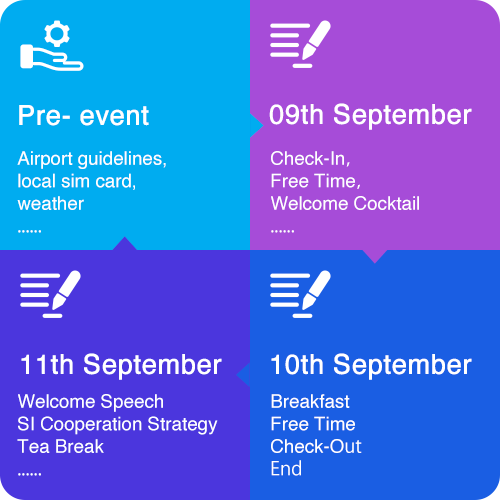 Pre- event
Airport guidelines,
local sim card,
weather
......
09th September
Check-In,
Free Time,
Welcome Cocktail
......
11th September
Welcome Speech
SI Cooperation Strategy
Tea Break
......
10th September
Breakfast
Free Time
Check-Out
End